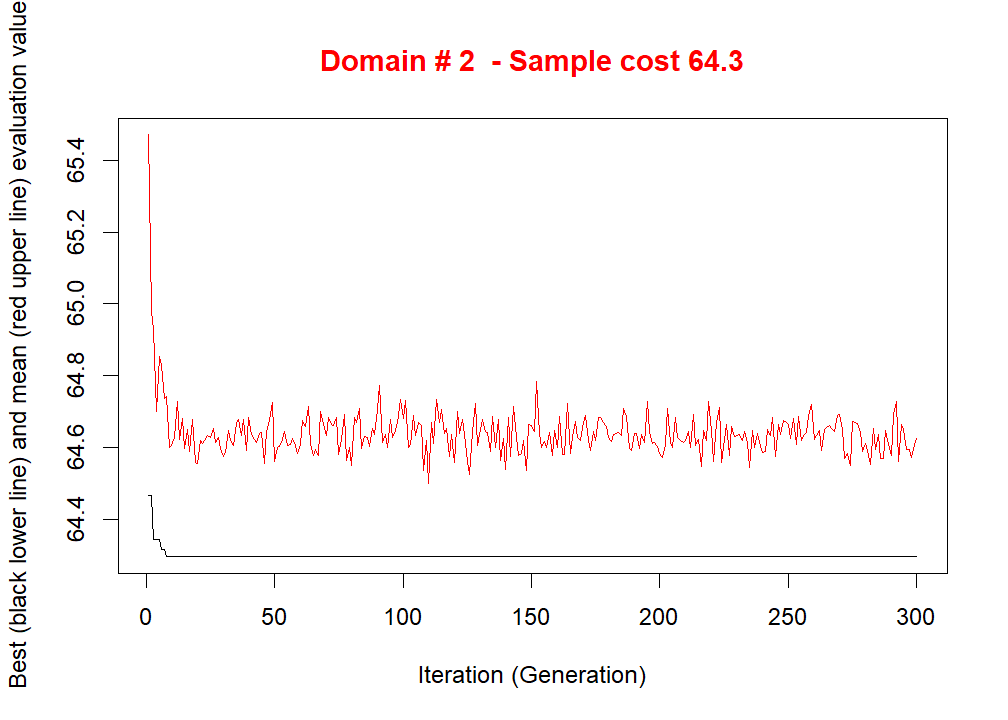 Domain # 2  - Sample cost 64.3
Best (black lower line) and mean (red upper line) evaluation value
65.4
65.2
65.0
64.8
64.6
64.4
0 50 100 150 200 250 300
Iteration (Generation)